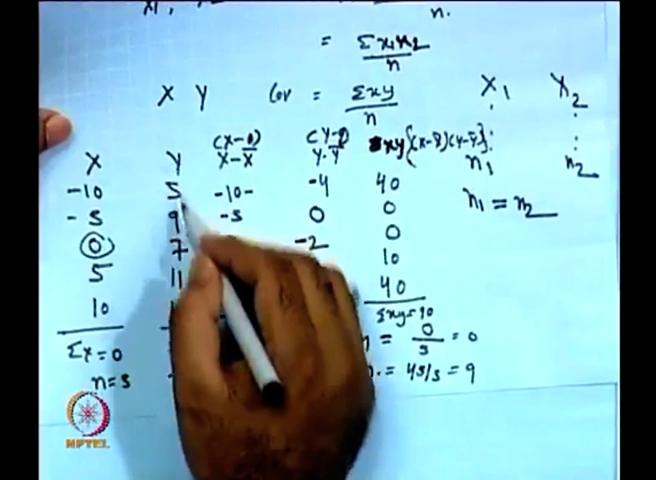 n.
= Σx₁x₂/n
X Y Cov = Σxy/n X₁ X₂
: :
(X-0) (Y-9) xy{(X-X̄)(Y-Ȳ)} : :
X Y X-X̄ Y-Ȳ n₁ n₂
-10 5 -10 -4 40 n₁ = n₂
-5 9 -5 0 0
0 7 -2 0
5 11 10
10 40
ΣX=0 Σxy=90
n=5 = 0/5 = 0
= 45/5 = 9
NPTEL